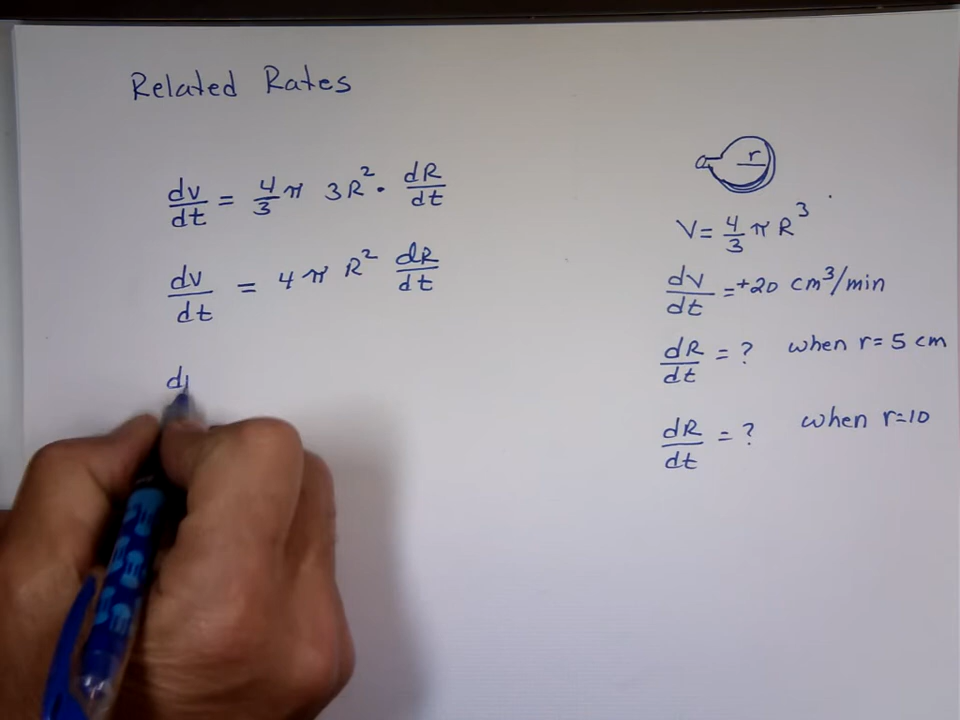 Related Rates
dv/dt = 4/3 π 3R² · dR/dt
dv/dt = 4 π R² dR/dt
d
r
V = 4/3 π R³
dv/dt = +20 cm³/min
dR/dt = ? when r = 5 cm
dR/dt = ? when r=10